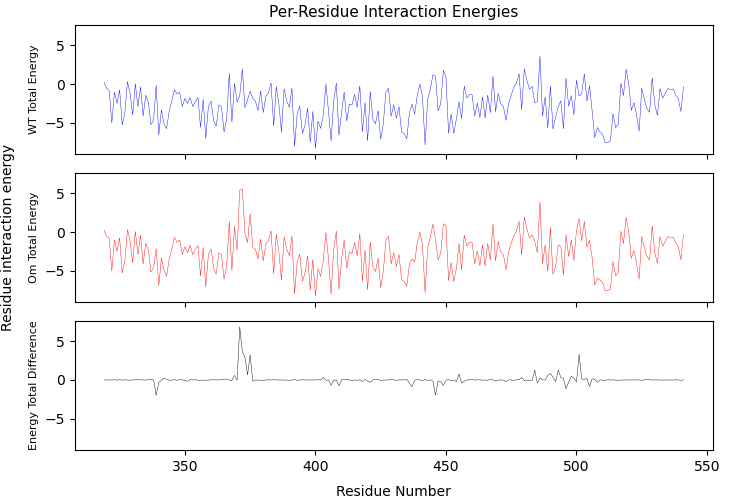 Per-Residue Interaction Energies
Residue interaction energy
WT Total Energy
5
0
−5
Om Total Energy
5
0
−5
Energy Total Difference
5
0
−5
350
400
450
500
550
Residue Number